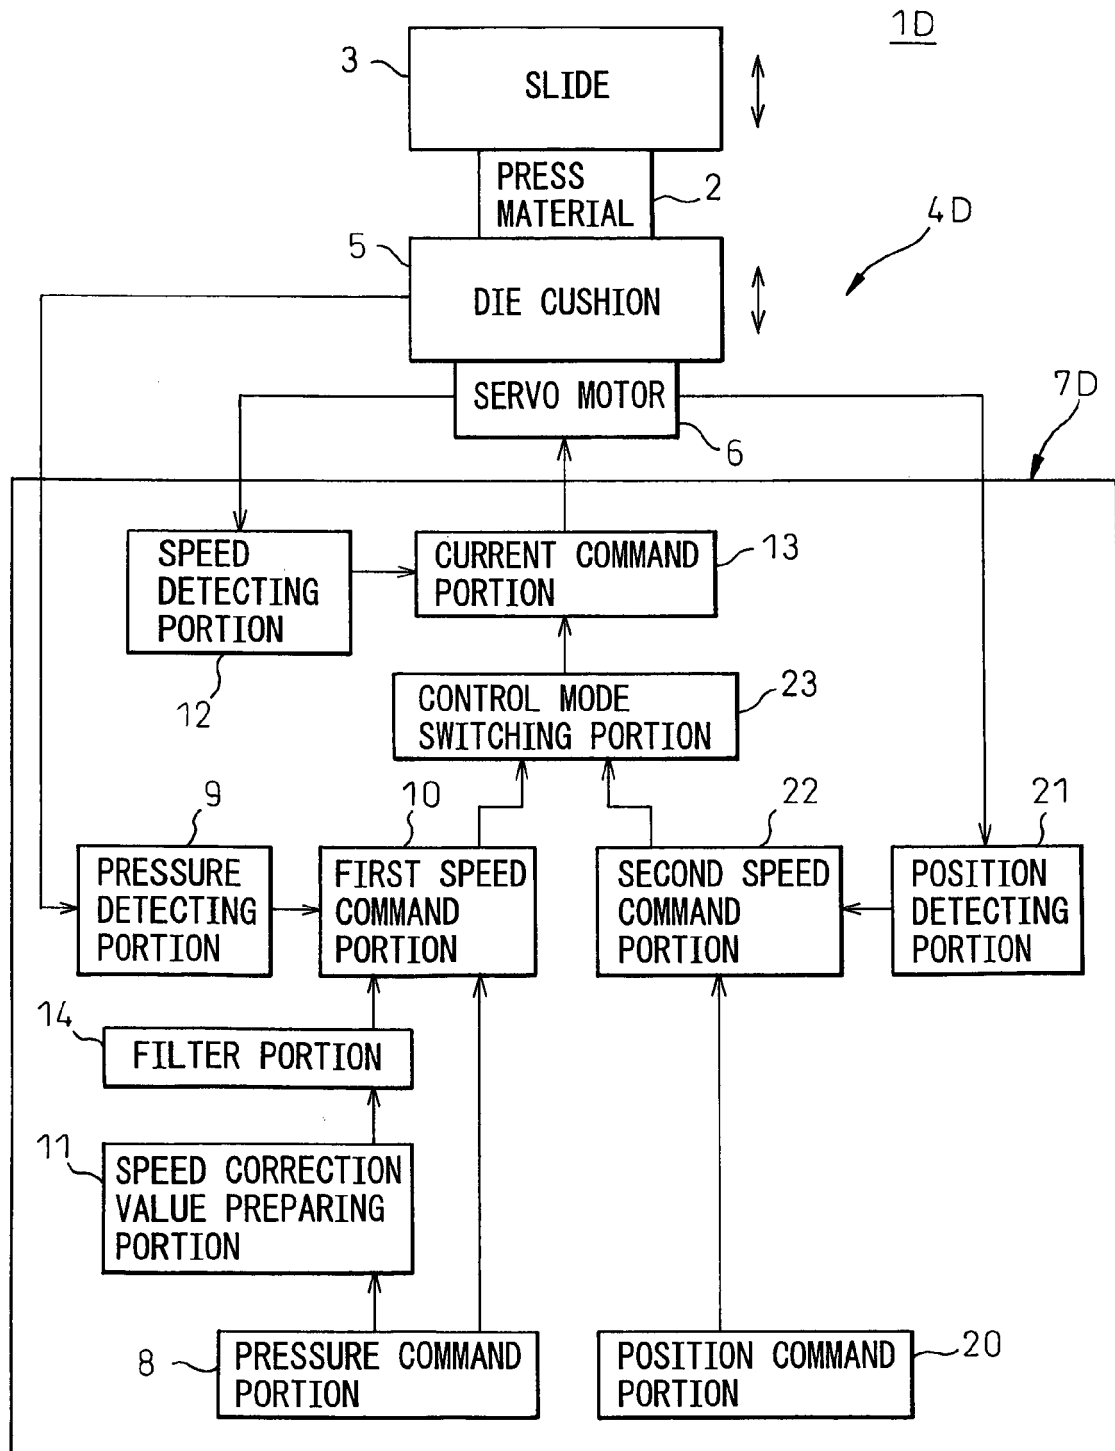 1D
3
SLIDE
PRESS
MATERIAL
2
4D
5
DIE CUSHION
7D
SERVO MOTOR
6
SPEED
DETECTING
PORTION
12
CURRENT COMMAND
PORTION
13
CONTROL MODE
SWITCHING PORTION
23
9
PRESSURE
DETECTING
PORTION
10
FIRST SPEED
COMMAND
PORTION
22
SECOND SPEED
COMMAND
PORTION
21
POSITION
DETECTING
PORTION
14
FILTER PORTION
11
SPEED CORRECTION
VALUE PREPARING
PORTION
8
PRESSURE COMMAND
PORTION
POSITION COMMAND
PORTION
20